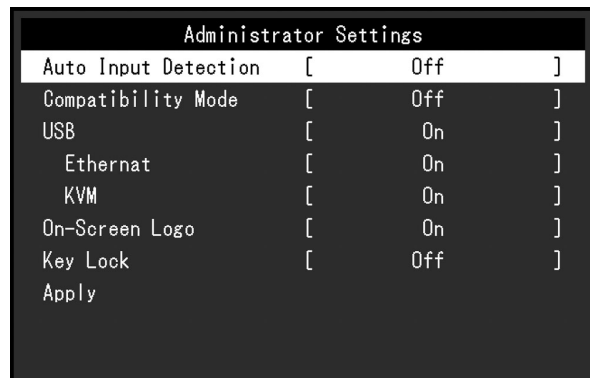 Administrator Settings
Auto Input Detection [ Off ]
Compatibility Mode [ Off ]
USB [ On ]
Ethernat [ On ]
KVM [ On ]
On-Screen Logo [ On ]
Key Lock [ Off ]
Apply